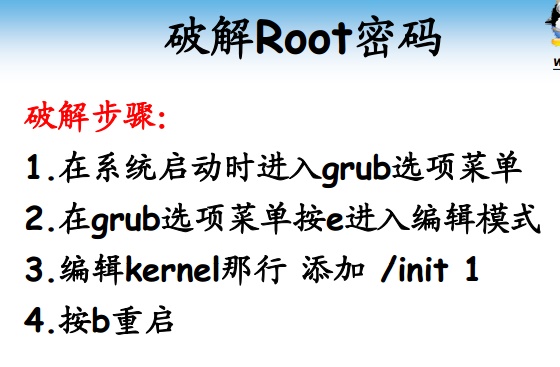 破解Root密码
破解步骤:
1.在系统启动时进入grub选项菜单
2.在grub选项菜单按e进入编辑模式
3.编辑kernel那行 添加 /init 1
4.按b重启